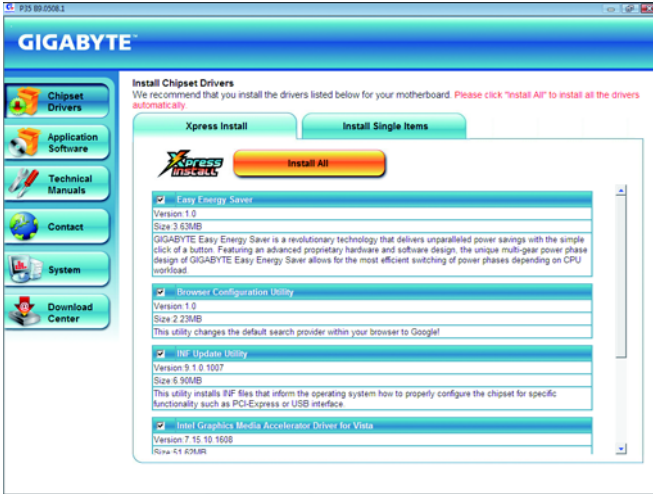 P35 B9.0508.1
GIGABYTE™
Chipset
Drivers
Application
Software
Technical
Manuals
Contact
System
Download
Center
Install Chipset Drivers
We recommend that you install the drivers listed below for your motherboard. Please click "Install All" to install all the drivers
automatically.
Xpress Install
Install Single Items
Xpress
INSTALL
Install All
Easy Energy Saver
Version:1.0
Size:3.63MB
GIGABYTE Easy Energy Saver is a revolutionary technology that delivers unparalleled power savings with the simple
click of a button. Featuring an advanced proprietary hardware and software design, the unique multi-gear power phase
design of GIGABYTE Easy Energy Saver allows for the most efficient switching of power phases depending on CPU
workload.
Browser Configuration Utility
Version:1.0
Size:2.23MB
This utility changes the default search provider within your browser to Google!
INF Update Utility
Version:9.1.0.1007
Size:6.90MB
This utility installs INF files that inform the operating system how to properly configure the chipset for specific
functionality such as PCI-Express or USB interface.
Intel Graphics Media Accelerator Driver for Vista
Version:7.15.10.1608
Size:51.62MB